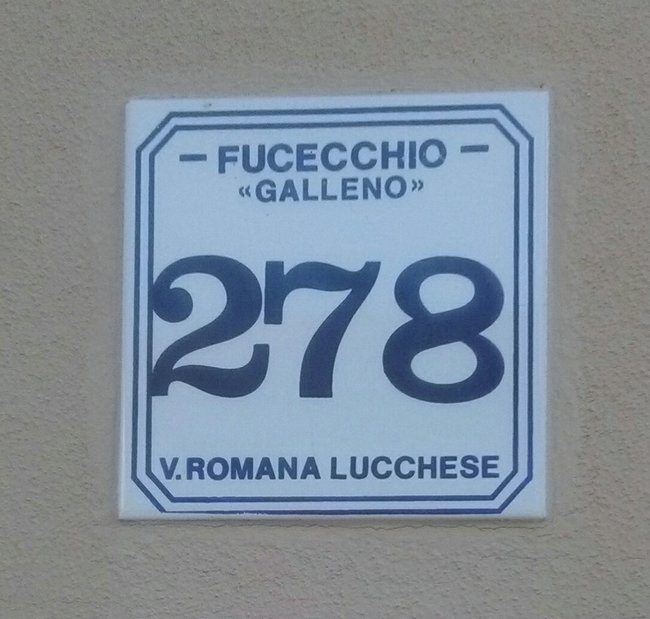 — FUCECCHIO —
«GALLENO»
278
V. ROMANA LUCCHESE